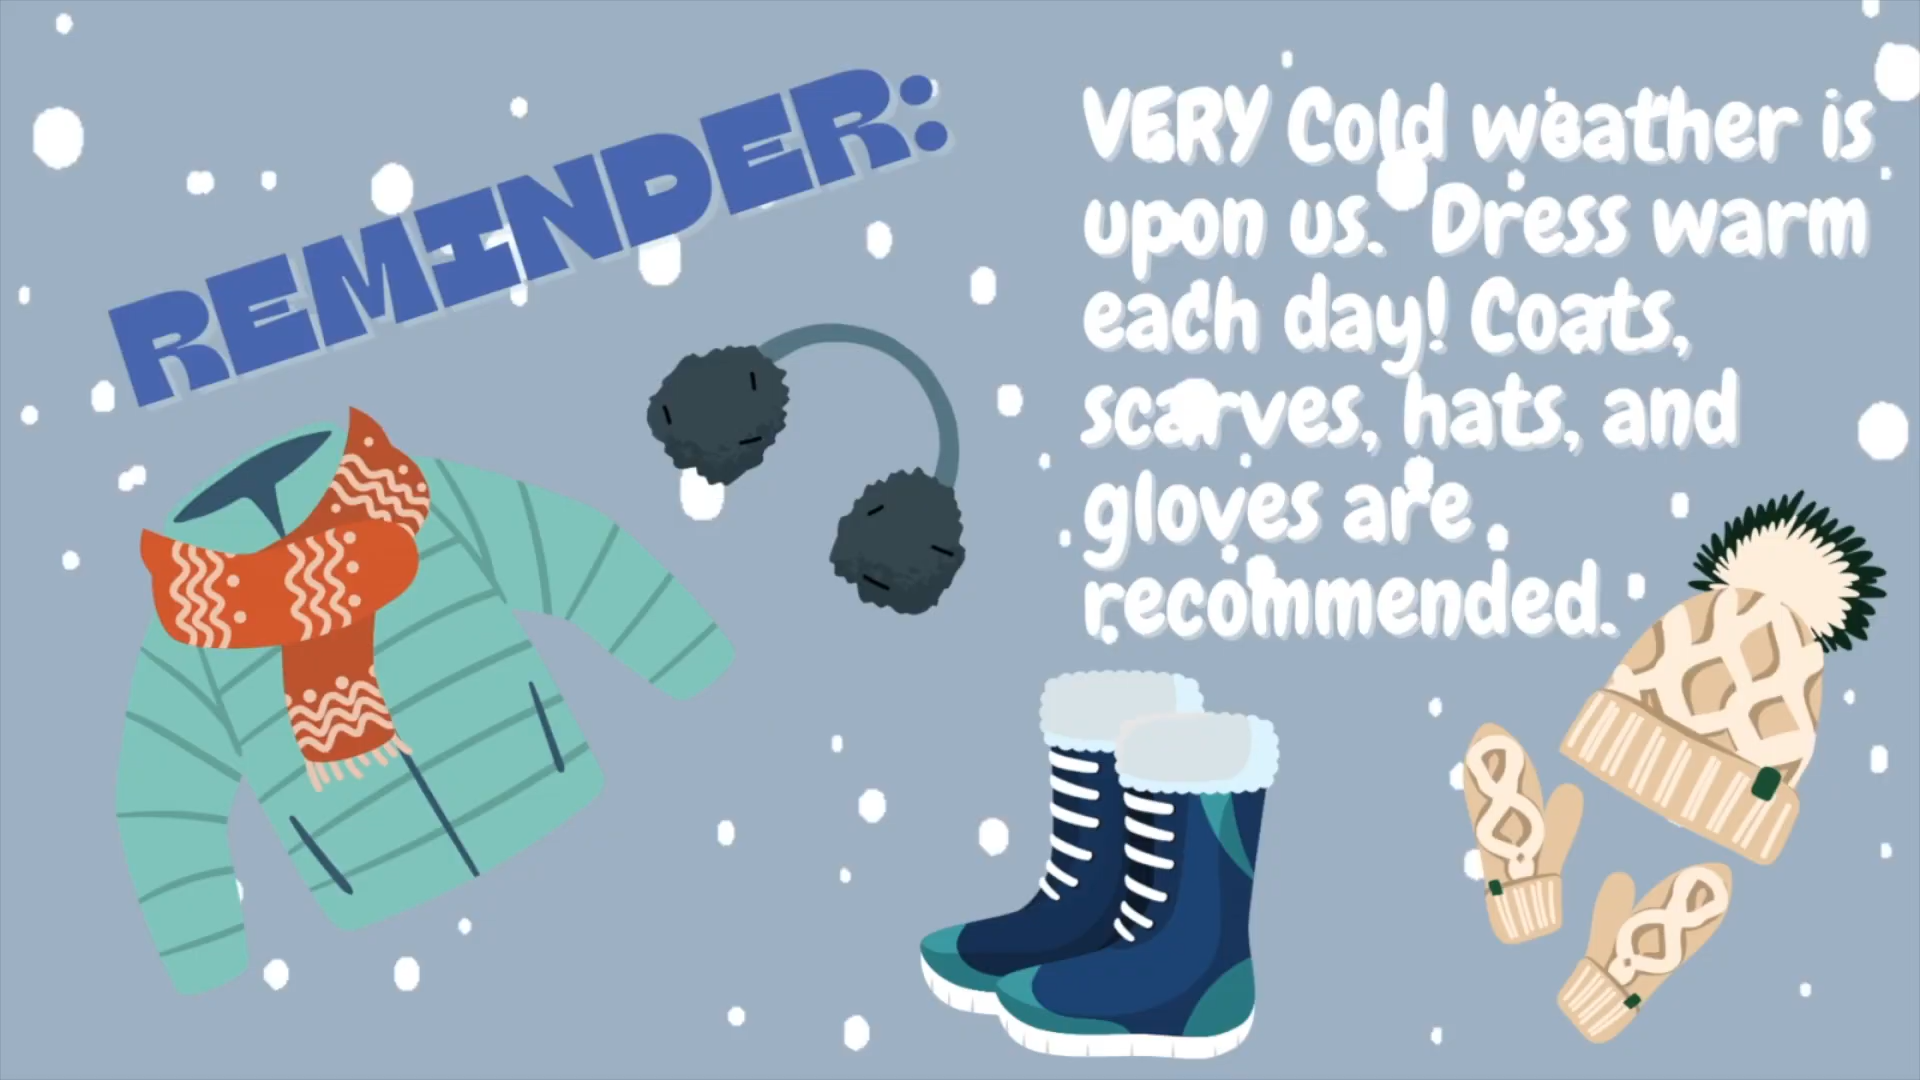 REMINDER:
VERY Cold weather is
upon us. Dress warm
each day! Coats,
scarves, hats, and
gloves are
recommended.